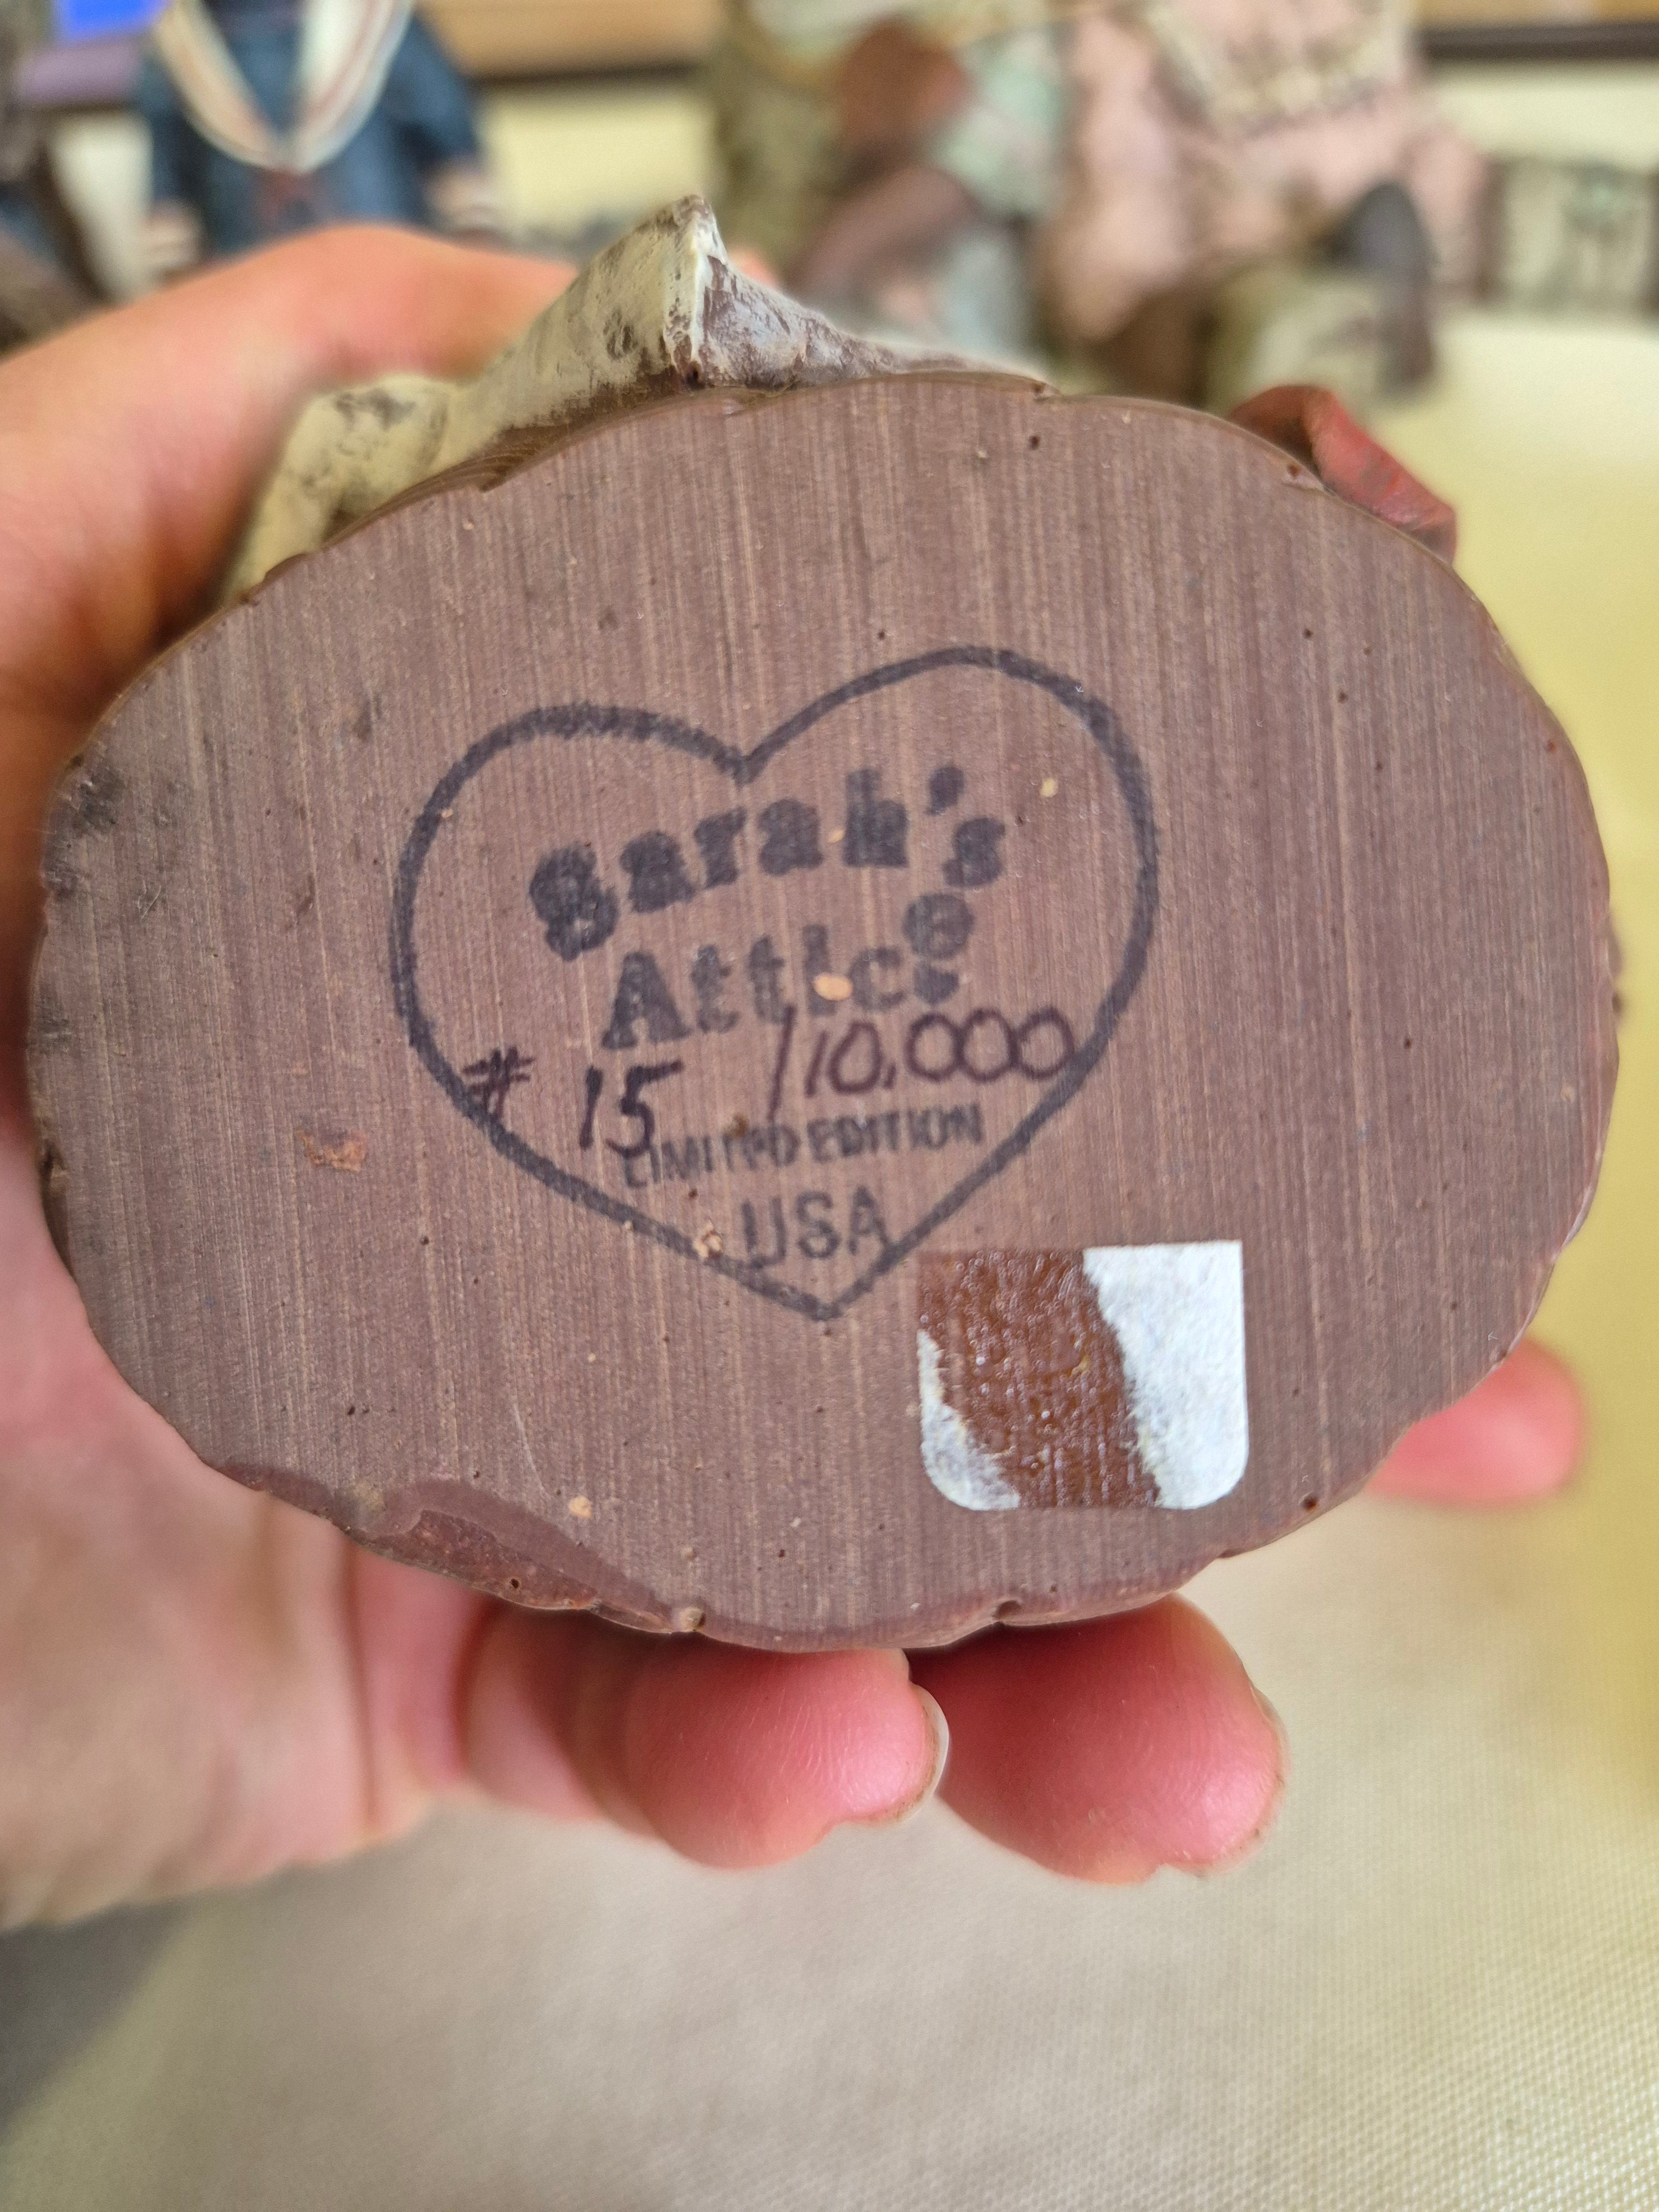 Sarah's
Attic ©
# 15 /10,000
LIMITED EDITION
USA